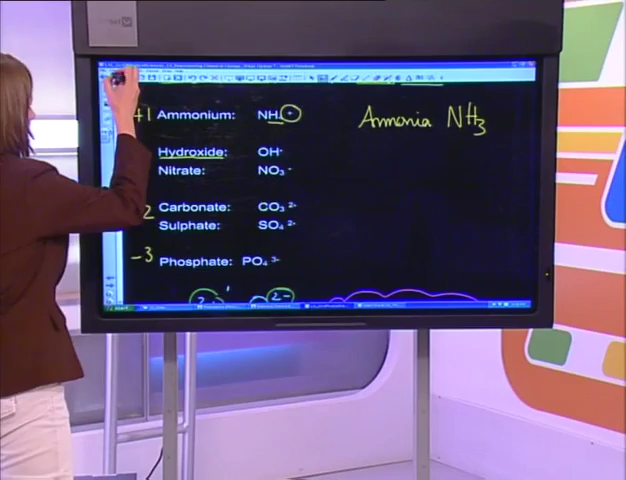 +1 Ammonium: NH₄ +
Ammonia NH3
Hydroxide: OH-
Nitrate: NO₃ -
2 Carbonate: CO₃ 2-
Sulphate: SO₄ 2-
-3 Phosphate: PO₄ 3-
2-